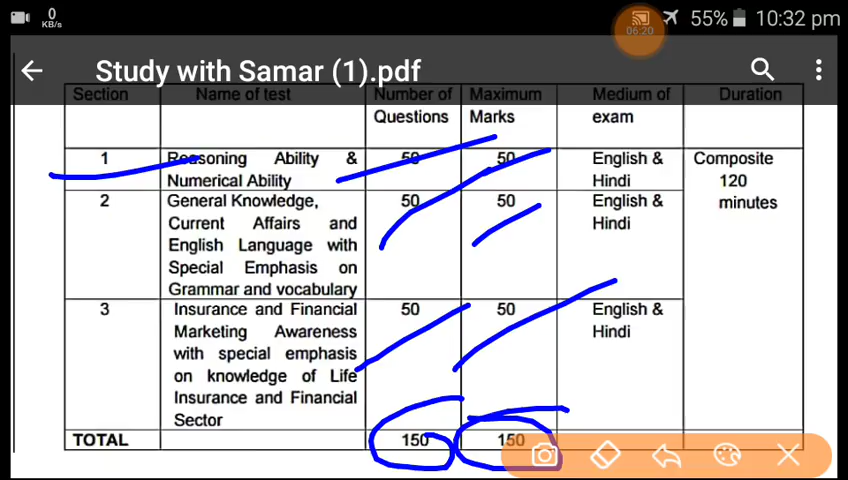 0
KB/s
06:20
55%
10:32 pm
Study with Samar (1).pdf
Section Name of test Number of Questions Maximum Marks Medium of exam Duration
1 Reasoning Ability & Numerical Ability 50 50 English & Hindi Composite 120 minutes
2 General Knowledge, Current Affairs and English Language with Special Emphasis on Grammar and vocabulary 50 50 English & Hindi
3 Insurance and Financial Marketing Awareness with special emphasis on knowledge of Life Insurance and Financial Sector 50 50 English & Hindi
TOTAL 150 150